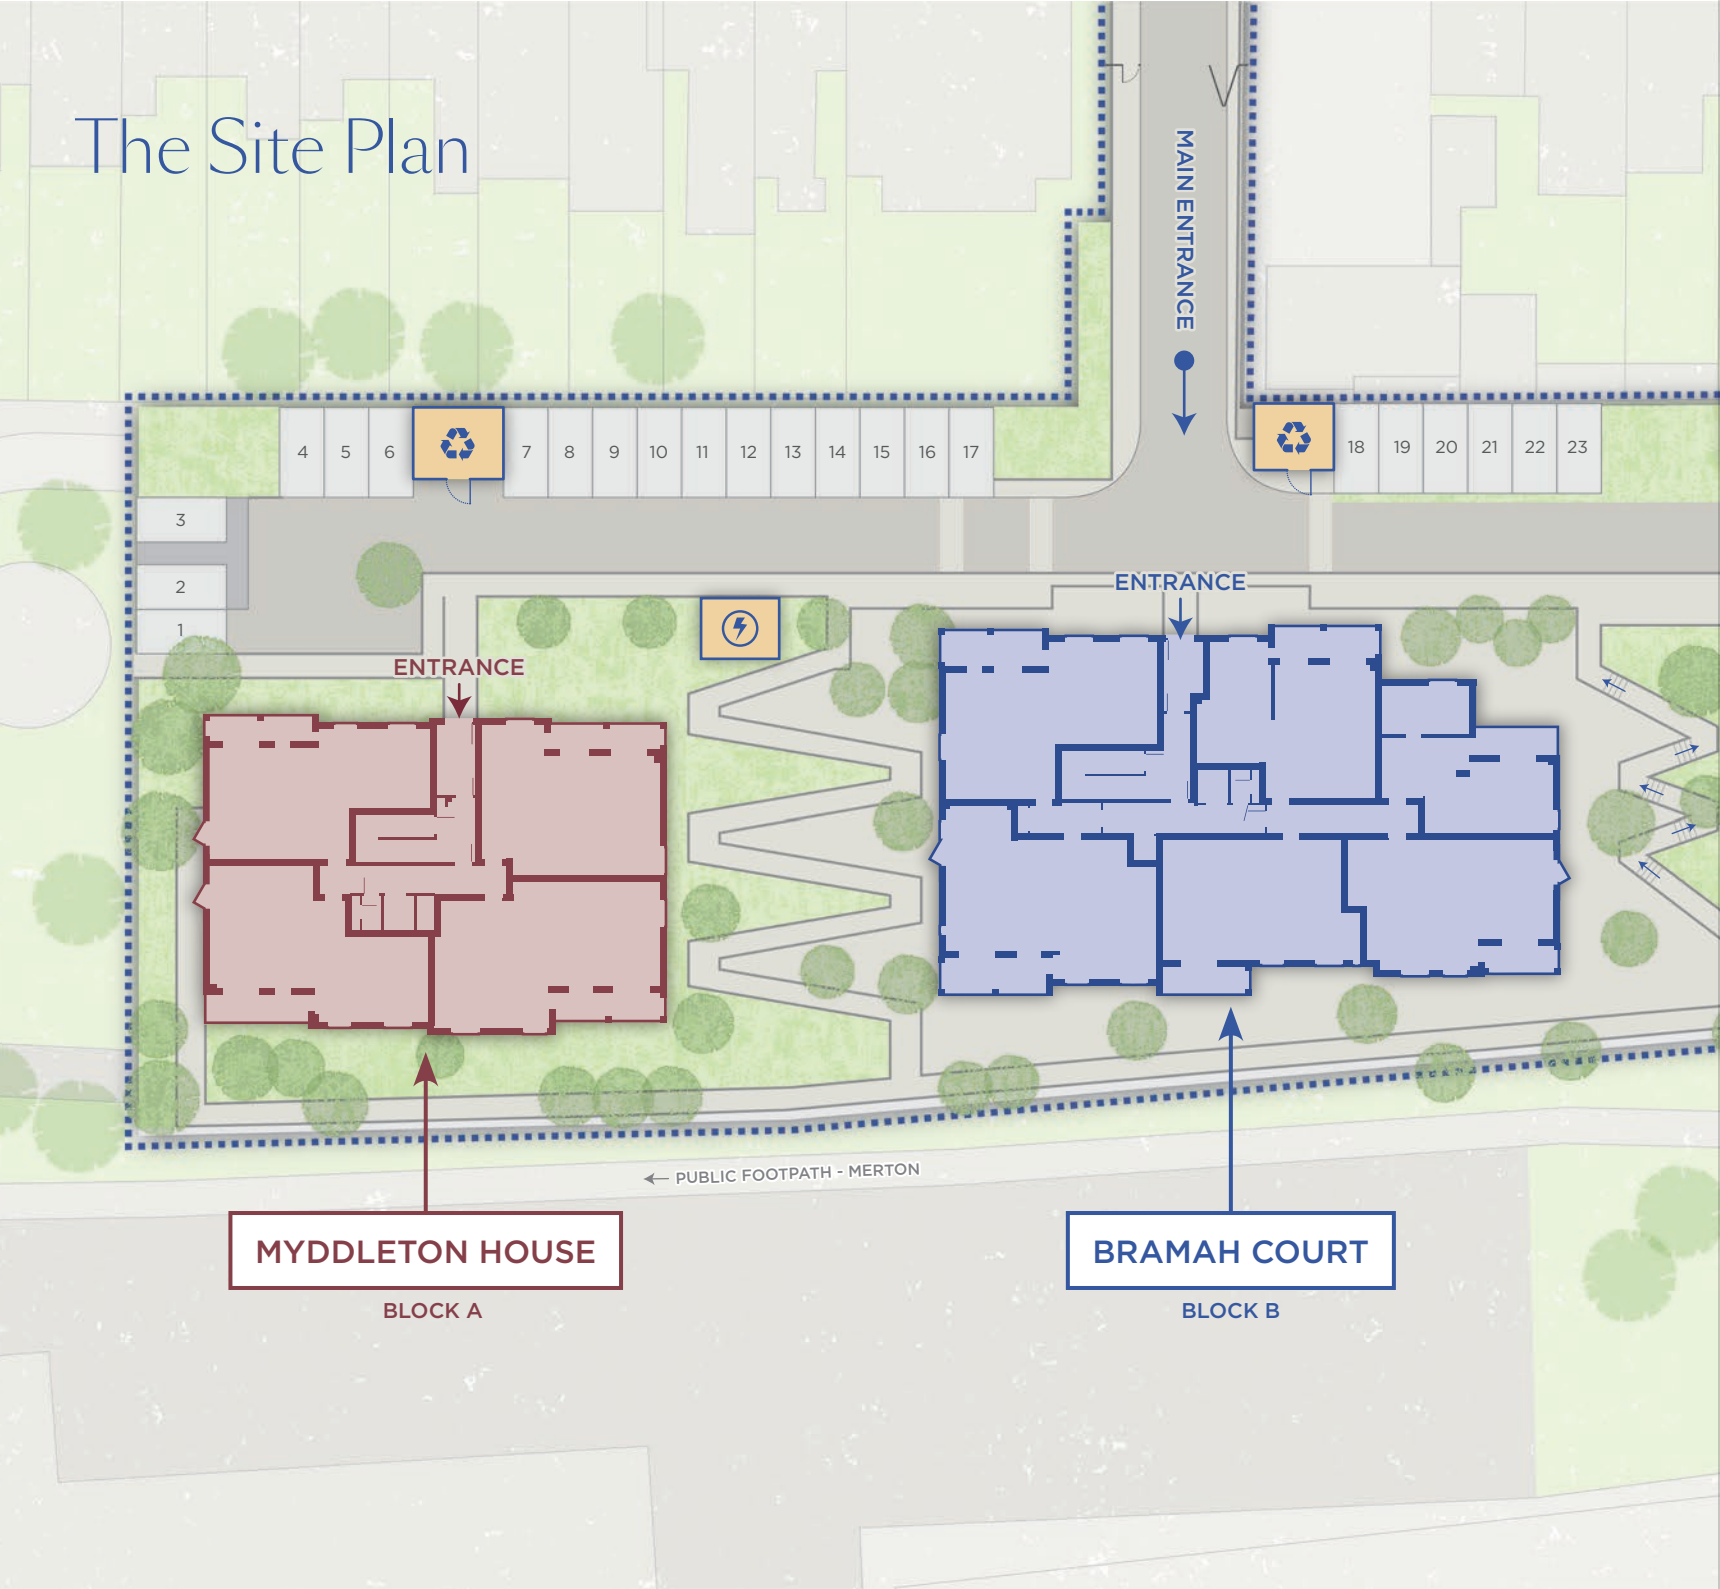 The Site Plan
MAIN ENTRANCE
4 5 6 7 8 9 10 11 12 13 14 15 16 17 18 19 20 21 22 23
3
2
1
ENTRANCE
ENTRANCE
← PUBLIC FOOTPATH - MERTON
MYDDLETON HOUSE
BLOCK A
BRAMAH COURT
BLOCK B